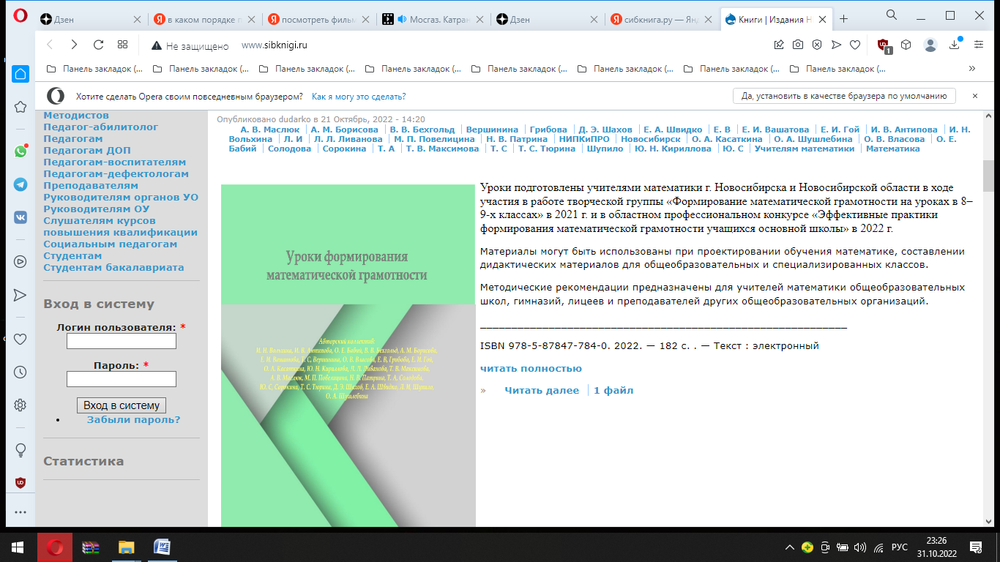 Дзен
в каком порядке п
посмотреть фильм
Мосгаз. Катран
Дзен
сибкнига.ру — Янд
Книги | Издания Н
Не защищено www.sibknigi.ru
Панель закладок (...
Панель закладок (...
Панель закладок (...
Панель закладок (...
Панель закладок (...
Панель закладок (...
Панель закладок (...
Панель закладок (...
»
Хотите сделать Opera своим повседневным браузером? Как я могу это сделать?
Да, установить в качестве браузера по умолчанию
Методистов
Педагог-абилитолог
Педагогам
Педагогам ДОП
Педагогам-воспитателям
Педагогам-дефектологам
Преподавателям
Руководителям органов УО
Руководителям ОУ
Слушателям курсов
повышения квалификации
Социальным педагогам
Студентам
Студентам бакалавриата
Вход в систему
Логин пользователя: *
Пароль: *
Вход в систему
Забыли пароль?
Статистика
Опубликовано dudarko в 21 Октябрь, 2022 - 14:20
А. В. Маслюк А. М. Борисова В. В. Бехгольд Вершинина Грибова Д. Э. Шахов Е. А. Швидко Е. В Е. И. Вашатова Е. И. Гой И. В. Антипова И. Н.
Вольхина Л. И Л. Л. Ливанова М. П. Повелицина Н. В. Патрина НИПКиПРО Новосибирск О. А. Касаткина О. А. Шушлебина О. В. Власова О. Е.
Бабий Солодова Сорокина Т. А Т. В. Максимова Т. С Т. С. Тюрина Шупило Ю. Н. Кириллова Ю. С Учителям математики Математика
Уроки формирования
математической грамотности
Авторский коллектив:
И. Н. Вольхина, И. В. Антипова, О. Е. Бабий, В. В. Бехгольд, А. М. Борисова,
Е. И. Вашатова, Т. С. Вершинина, О. В. Власова, Е. В. Грибова, Е. И. Гой,
О. А. Касаткина, Ю. Н. Кириллова, Л. Л. Ливанова, Т. В. Максимова,
А. В. Маслюк, М. П. Повелицина, Н. В. Патрина, Т. А. Солодова,
Ю. С. Сорокина, Т. С. Тюрина, Д. Э. Шахов, Е. А. Швидко, Л. И. Шупило,
О. А. Шушлебина
Уроки подготовлены учителями математики г. Новосибирска и Новосибирской области в ходе
участия в работе творческой группы «Формирование математической грамотности на уроках в 8–
9-х классах» в 2021 г. и в областном профессиональном конкурсе «Эффективные практики
формирования математической грамотности учащихся основной школы» в 2022 г.
Материалы могут быть использованы при проектировании обучения математике, составлении
дидактических материалов для общеобразовательных и специализированных классов.
Методические рекомендации предназначены для учителей математики общеобразовательных
школ, гимназий, лицеев и преподавателей других общеобразовательных организаций.
ISBN 978-5-87847-784-0. 2022. — 182 с. . — Текст : электронный
читать полностью
» Читать далее 1 файл
РУС
23:26
31.10.2022